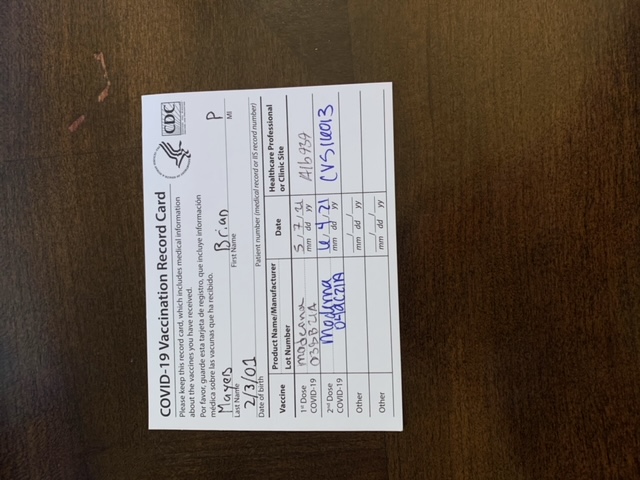 COVID-19 Vaccination Record Card
CDC
Please keep this record card, which includes medical information
about the vaccines you have received.
Por favor, guarde esta tarjeta de registro, que incluye información
médica sobre las vacunas que ha recibido.
Mayers Brian P
Last Name First Name MI
2/3/01
Date of birth Patient number (medical record or IIS record number)
Vaccine Product Name/Manufacturer Date Healthcare Professional
Lot Number or Clinic Site
1st Dose moderna 5/7/21
COVID-19 038B21A mm dd yy Alb939
2nd Dose Moderna 6/4/21 CVS16013
COVID-19 049C21A mm dd yy
Other __/__/__
mm dd yy
Other __/__/__
mm dd yy